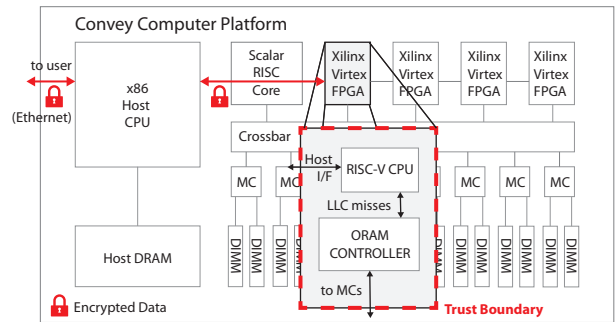 Convey Computer Platform
to user
(Ethernet)
x86
Host
CPU
Scalar
RISC
Core
Xilinx
Virtex
FPGA
Xilinx
Virtex
FPGA
Xilinx
Virtex
FPGA
Xilinx
Virtex
FPGA
Crossbar
Host
I/F
RISC-V CPU
MC
MC
MC
MC
MC
LLC misses
ORAM
CONTROLLER
Host DRAM
DIMM
DIMM
DIMM
DIMM
DIMM
DIMM
DIMM
DIMM
DIMM
DIMM
DIMM
to MCs
Encrypted Data
Trust Boundary